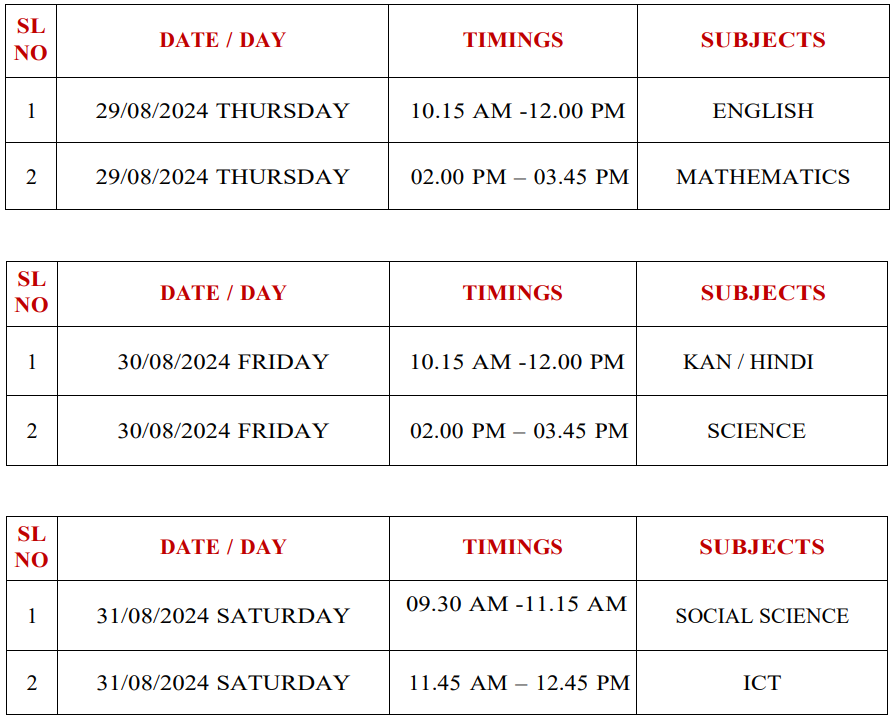 SL NO DATE / DAY TIMINGS SUBJECTS
1 29/08/2024 THURSDAY 10.15 AM -12.00 PM ENGLISH
2 29/08/2024 THURSDAY 02.00 PM – 03.45 PM MATHEMATICS
SL NO DATE / DAY TIMINGS SUBJECTS
1 30/08/2024 FRIDAY 10.15 AM -12.00 PM KAN / HINDI
2 30/08/2024 FRIDAY 02.00 PM – 03.45 PM SCIENCE
SL NO DATE / DAY TIMINGS SUBJECTS
1 31/08/2024 SATURDAY 09.30 AM -11.15 AM SOCIAL SCIENCE
2 31/08/2024 SATURDAY 11.45 AM – 12.45 PM ICT